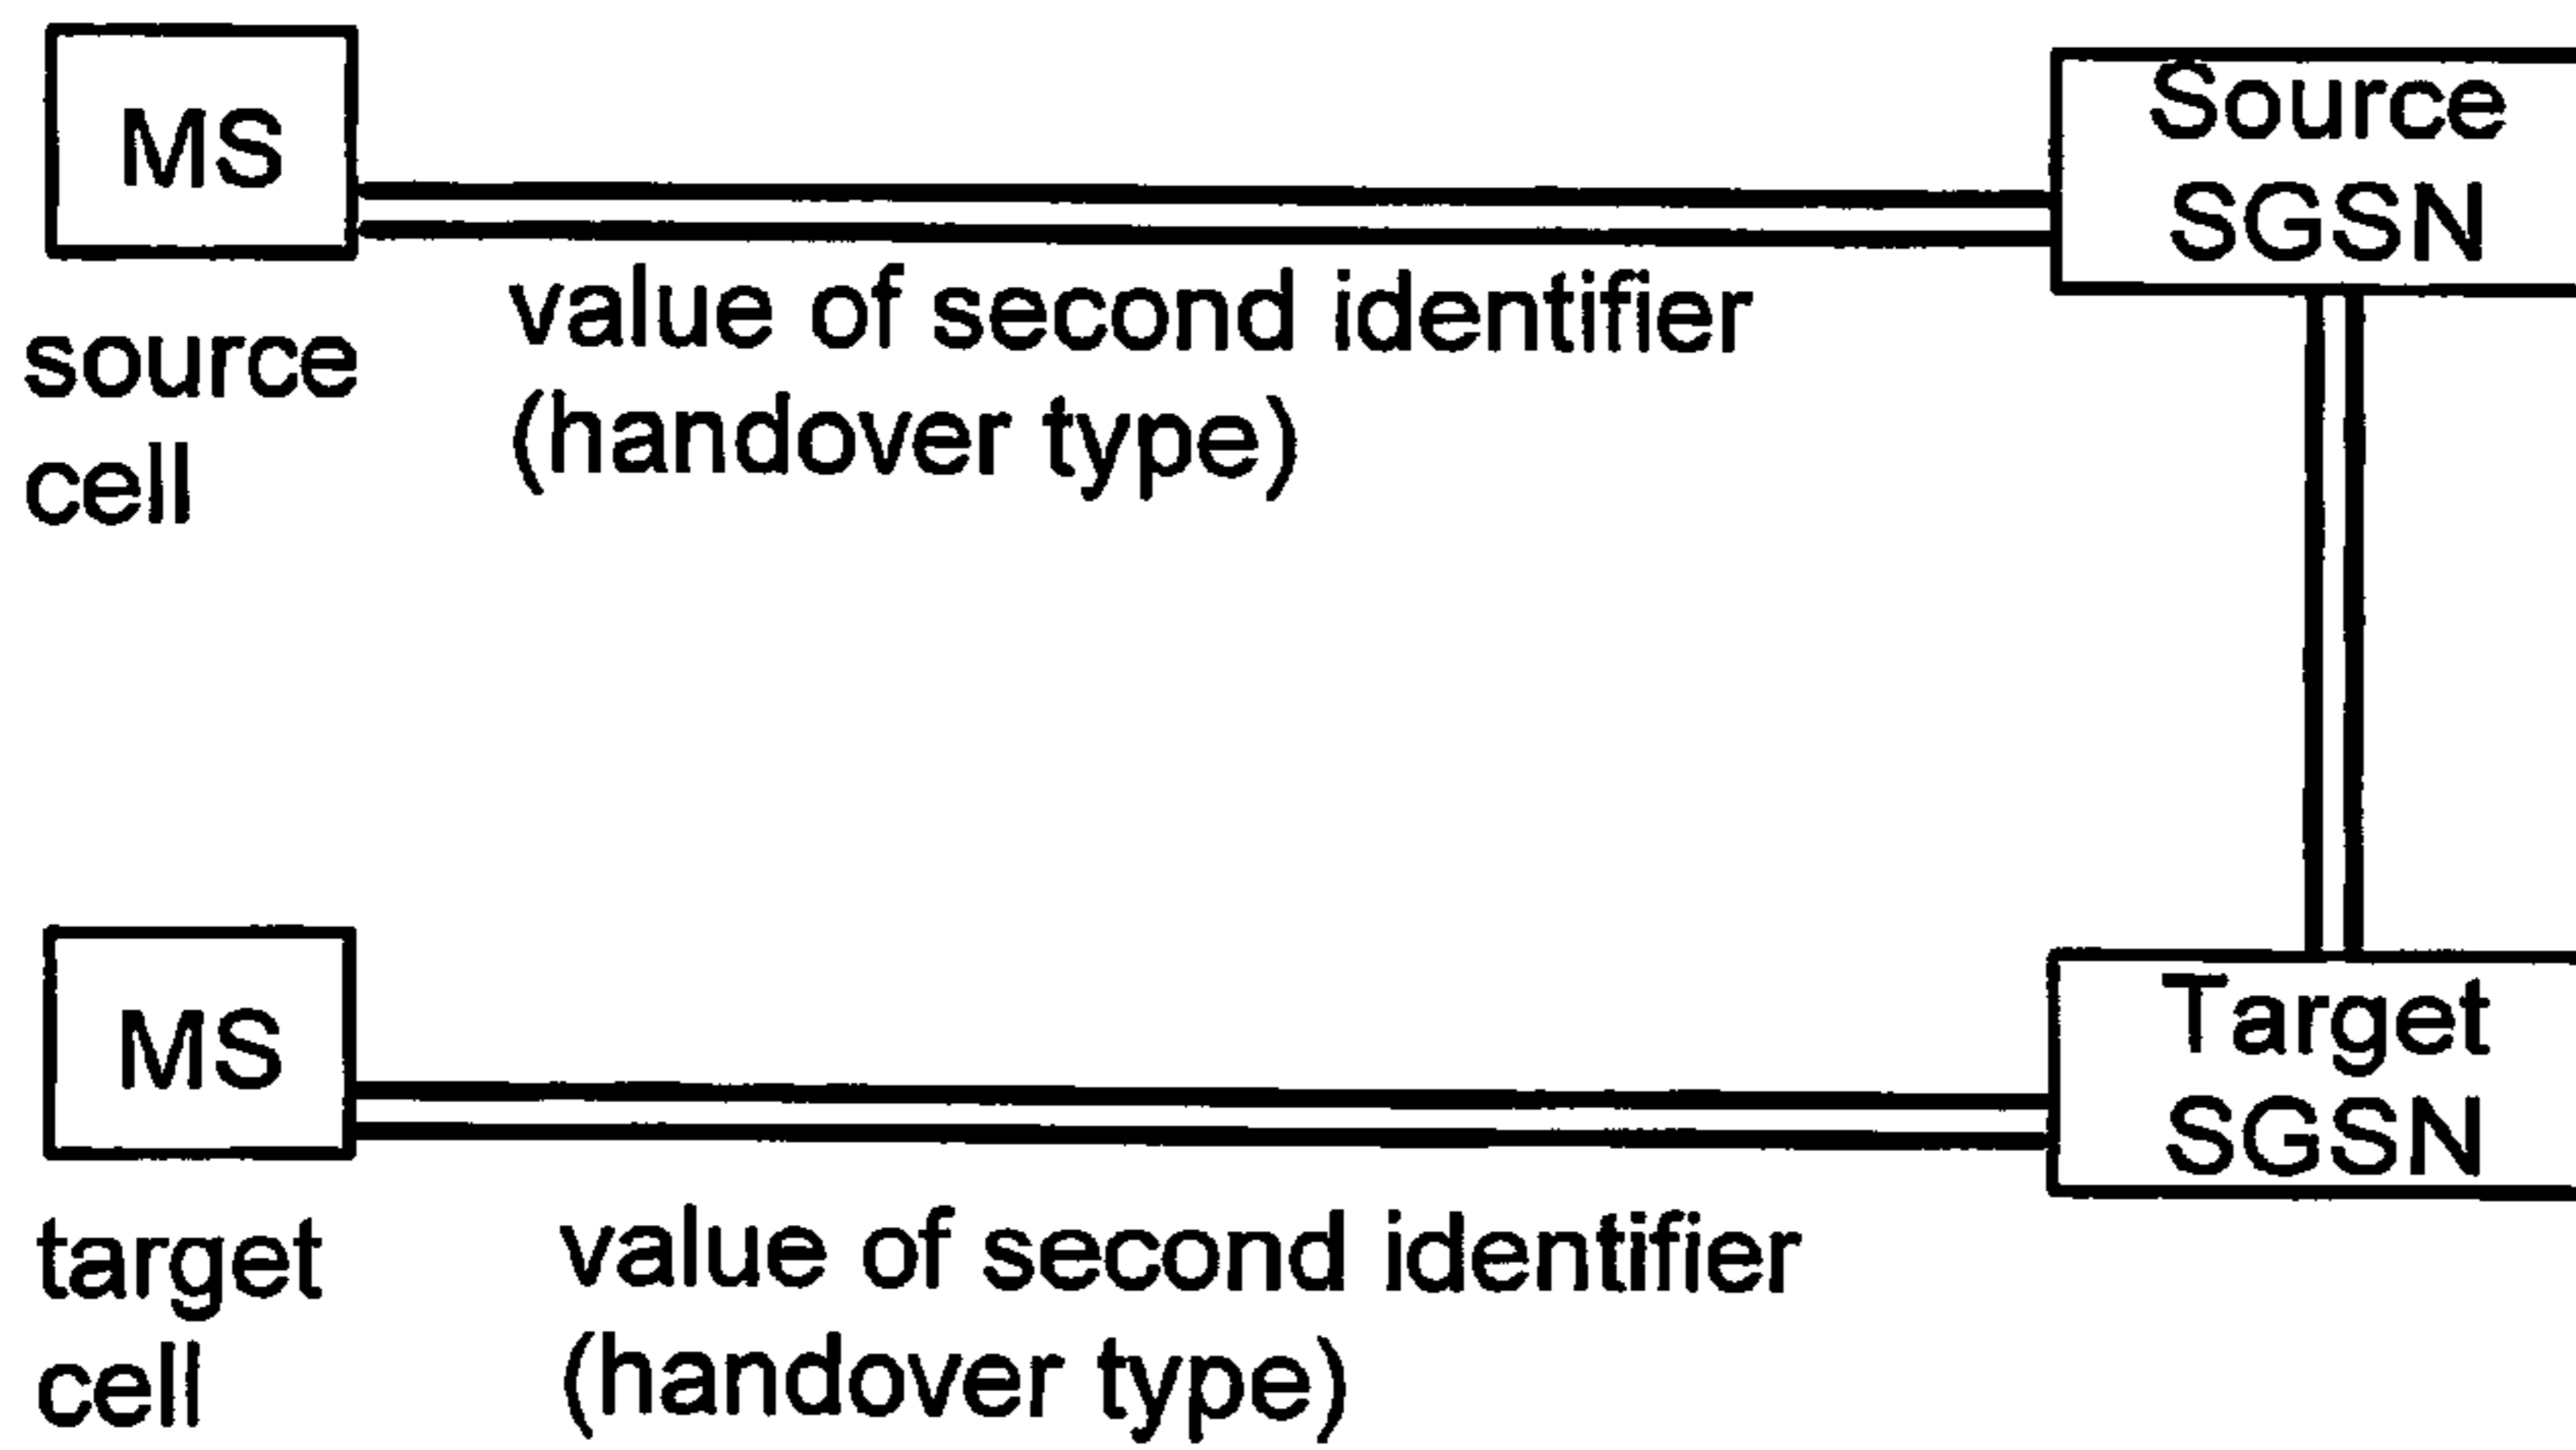 MS
Source
SGSN
source
cell
value of second identifier
(handover type)
MS
Target
SGSN
target
cell
value of second identifier
(handover type)